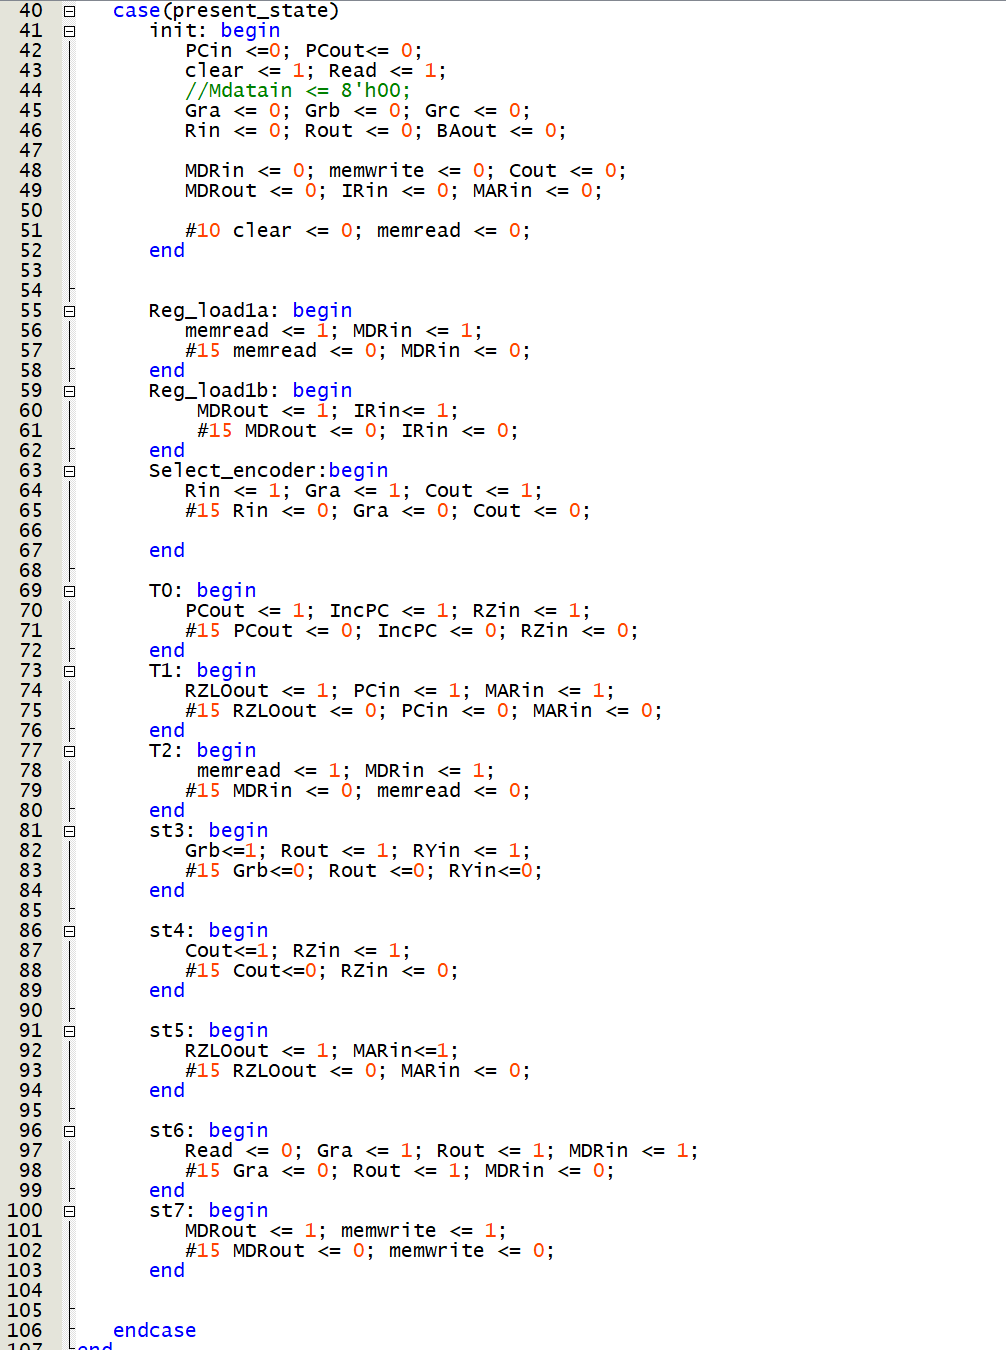 40 case(present_state)
41 init: begin
42 PCin <=0; PCout<= 0;
43 clear <= 1; Read <= 1;
44 //Mdatain <= 8'h00;
45 Gra <= 0; Grb <= 0; Grc <= 0;
46 Rin <= 0; Rout <= 0; BAout <= 0;
47
48 MDRin <= 0; memwrite <= 0; Cout <= 0;
49 MDRout <= 0; IRin <= 0; MARin <= 0;
50
51 #10 clear <= 0; memread <= 0;
52 end
53
54
55 Reg_load1a: begin
56 memread <= 1; MDRin <= 1;
57 #15 memread <= 0; MDRin <= 0;
58 end
59 Reg_load1b: begin
60 MDRout <= 1; IRin<= 1;
61 #15 MDRout <= 0; IRin <= 0;
62 end
63 Select_encoder:begin
64 Rin <= 1; Gra <= 1; Cout <= 1;
65 #15 Rin <= 0; Gra <= 0; Cout <= 0;
66
67 end
68
69 T0: begin
70 PCout <= 1; IncPC <= 1; RZin <= 1;
71 #15 PCout <= 0; IncPC <= 0; RZin <= 0;
72 end
73 T1: begin
74 RZLOout <= 1; PCin <= 1; MARin <= 1;
75 #15 RZLOout <= 0; PCin <= 0; MARin <= 0;
76 end
77 T2: begin
78 memread <= 1; MDRin <= 1;
79 #15 MDRin <= 0; memread <= 0;
80 end
81 st3: begin
82 Grb<=1; Rout <= 1; RYin <= 1;
83 #15 Grb<=0; Rout <=0; RYin<=0;
84 end
85
86 st4: begin
87 Cout<=1; RZin <= 1;
88 #15 Cout<=0; RZin <= 0;
89 end
90
91 st5: begin
92 RZLOout <= 1; MARin<=1;
93 #15 RZLOout <= 0; MARin <= 0;
94 end
95
96 st6: begin
97 Read <= 0; Gra <= 1; Rout <= 1; MDRin <= 1;
98 #15 Gra <= 0; Rout <= 1; MDRin <= 0;
99 end
100 st7: begin
101 MDRout <= 1; memwrite <= 1;
102 #15 MDRout <= 0; memwrite <= 0;
103 end
104
105
106 endcase
107 end